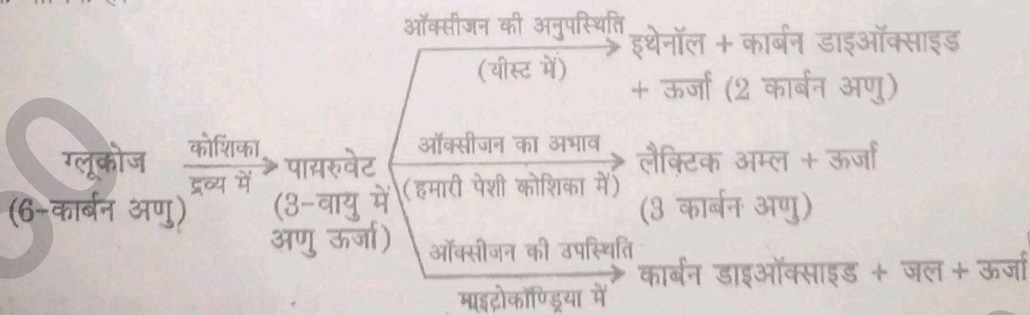 ऑक्सीजन की अनुपस्थिति
(यीस्ट में)
इथेनॉल + कार्बन डाइऑक्साइड
+ ऊर्जा (2 कार्बन अणु)
ग्लूकोज
(6-कार्बन अणु)
कोशिका
द्रव्य में
पायरुवेट
(3-वायु में
अणु ऊर्जा)
ऑक्सीजन का अभाव
(हमारी पेशी कोशिका में)
लैक्टिक अम्ल + ऊर्जा
(3 कार्बन अणु)
ऑक्सीजन की उपस्थिति
माइटोकॉण्ड्रिया में
कार्बन डाइऑक्साइड + जल + ऊर्जा